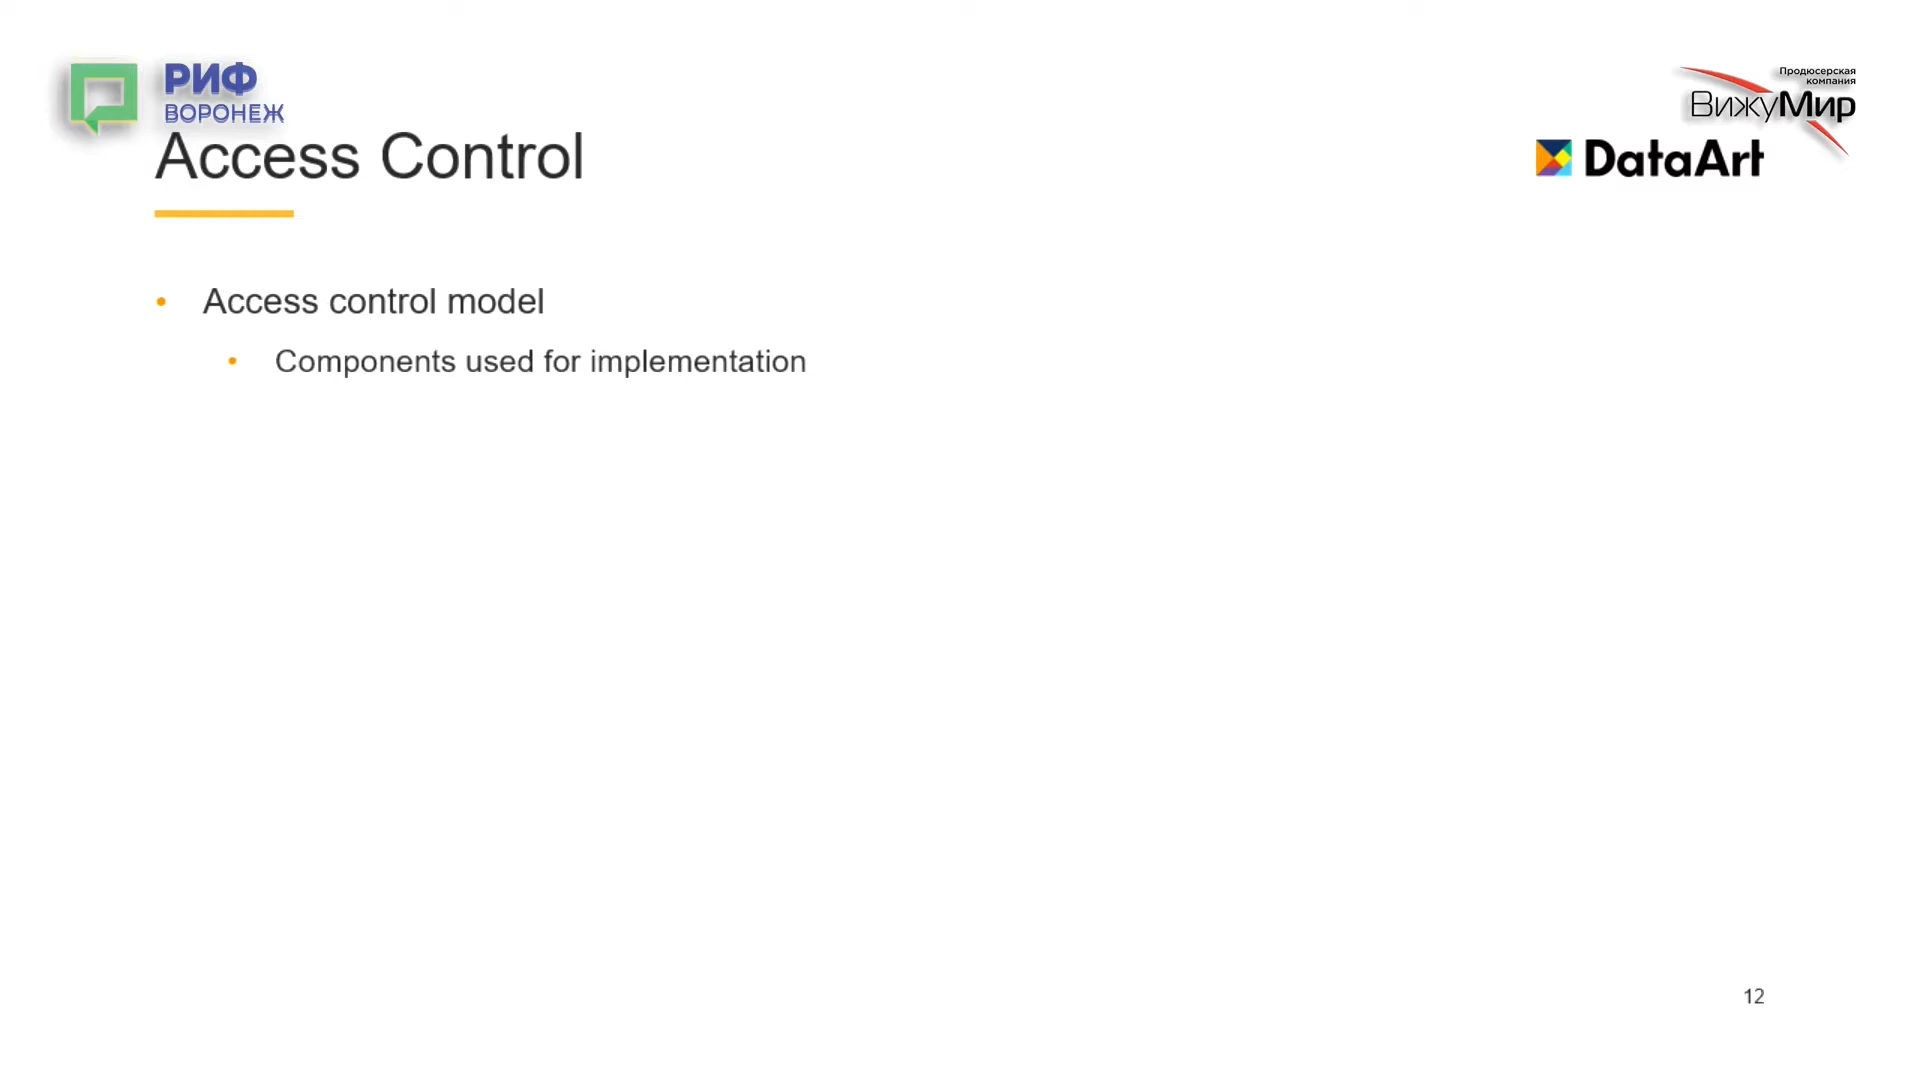 РИФ
ВОРОНЕЖ
Продюсерская
компания
ВижуМир
Access Control
DataArt
• Access control model
• Components used for implementation
12